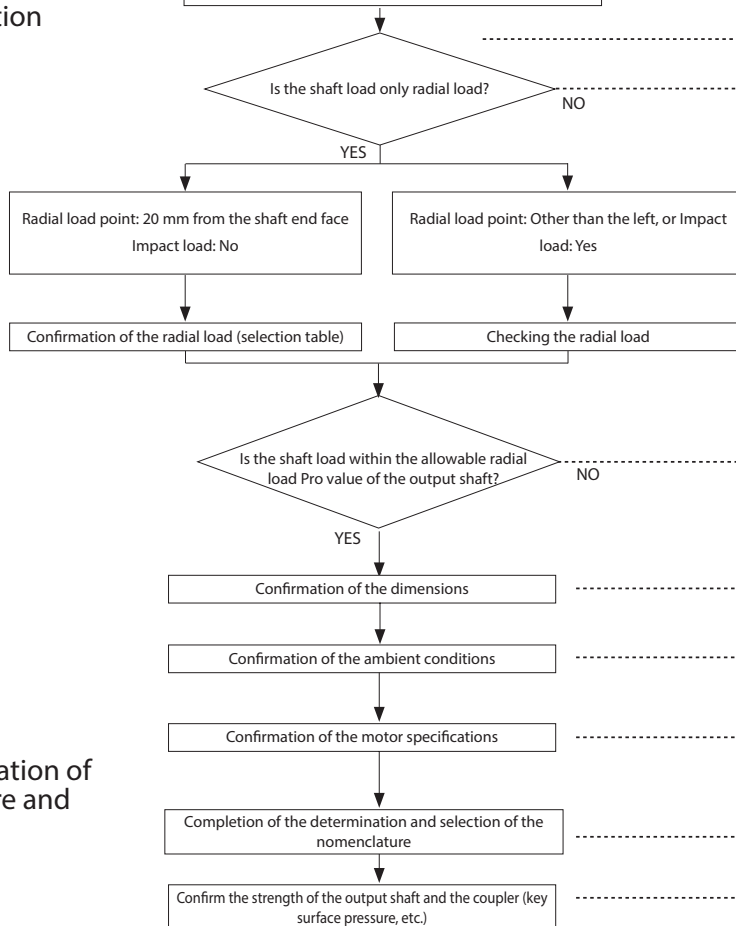 tion
Is the shaft load only radial load?
NO
YES
Radial load point: 20 mm from the shaft end face
Impact load: No
Radial load point: Other than the left, or Impact
load: Yes
Confirmation of the radial load (selection table)
Checking the radial load
Is the shaft load within the allowable radial
load Pro value of the output shaft?
NO
YES
Confirmation of the dimensions
Confirmation of the ambient conditions
Confirmation of the motor specifications
ation of
re and
Completion of the determination and selection of the
nomenclature
Confirm the strength of the output shaft and the coupler (key
surface pressure, etc.)